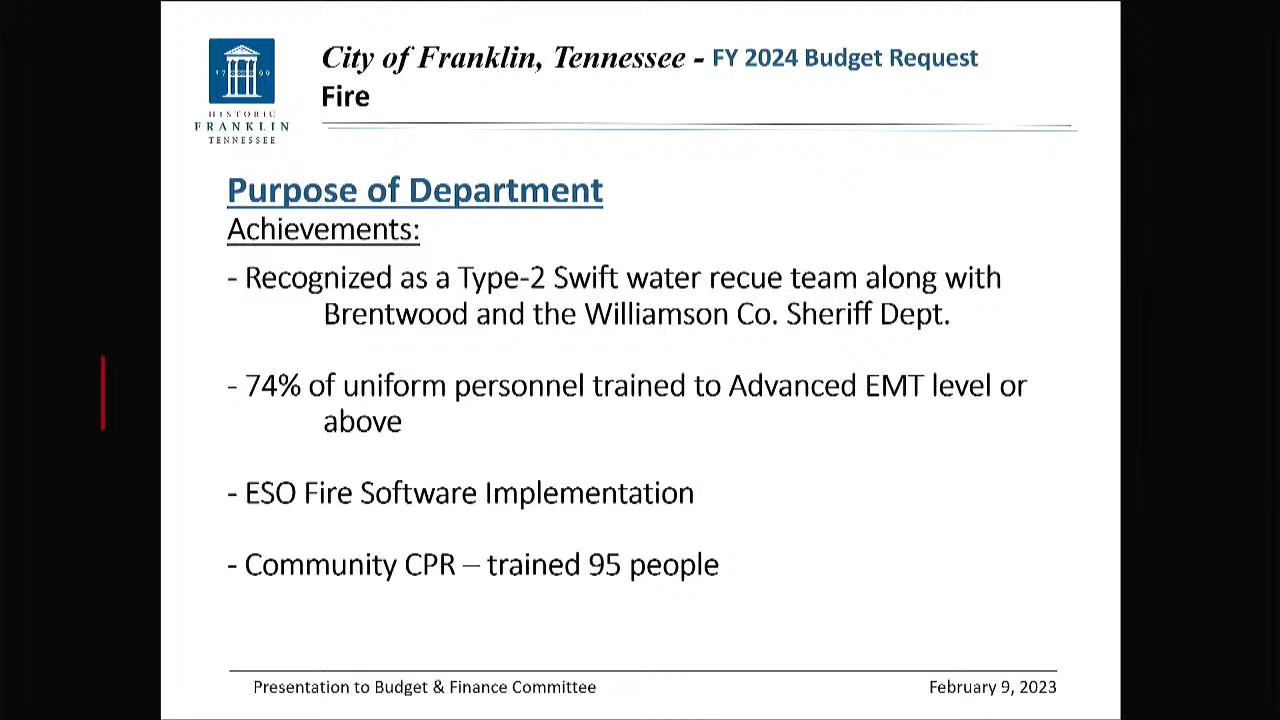 City of Franklin, Tennessee - FY 2024 Budget Request
Fire
17 99
HISTORIC
FRANKLIN
TENNESSEE
Purpose of Department
Achievements:
- Recognized as a Type-2 Swift water recue team along with
Brentwood and the Williamson Co. Sheriff Dept.
- 74% of uniform personnel trained to Advanced EMT level or
above
- ESO Fire Software Implementation
- Community CPR – trained 95 people
Presentation to Budget & Finance Committee
February 9, 2023